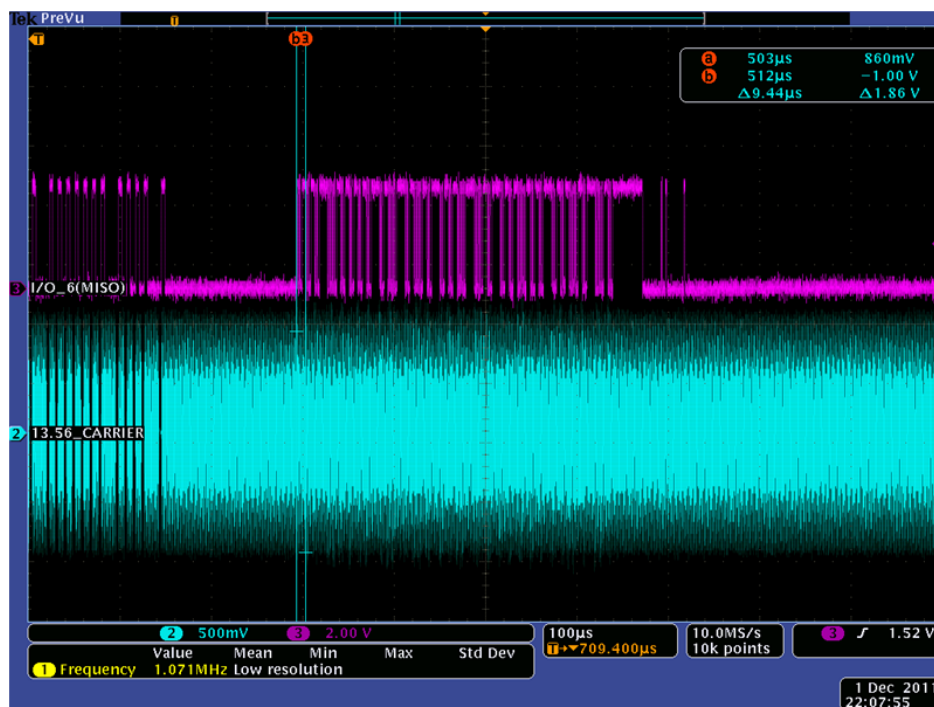 Tek PreVu
T
T
b 3
a 503µs 860mV
b 512µs −1.00 V
Δ9.44µs Δ1.86 V
3 I/O_6(MISO)
2 13.56_CARRIER
2 500mV 3 2.00 V
Value Mean Min Max Std Dev
1 Frequency 1.071MHz Low resolution
100µs
T→▼709.400µs
10.0MS/s
10k points
3 ƒ 1.52 V
1 Dec 2011
22:07:55